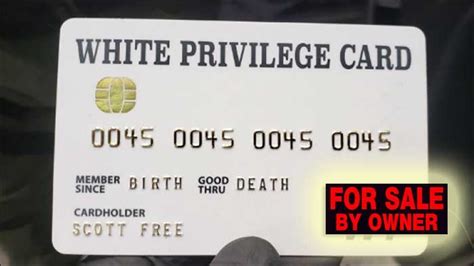 WHITE PRIVILEGE CARD
0045 0045 0045 0045
MEMBER SINCE BIRTH GOOD THRU DEATH
CARDHOLDER
SCOTT FREE
FOR SALE
BY OWNER